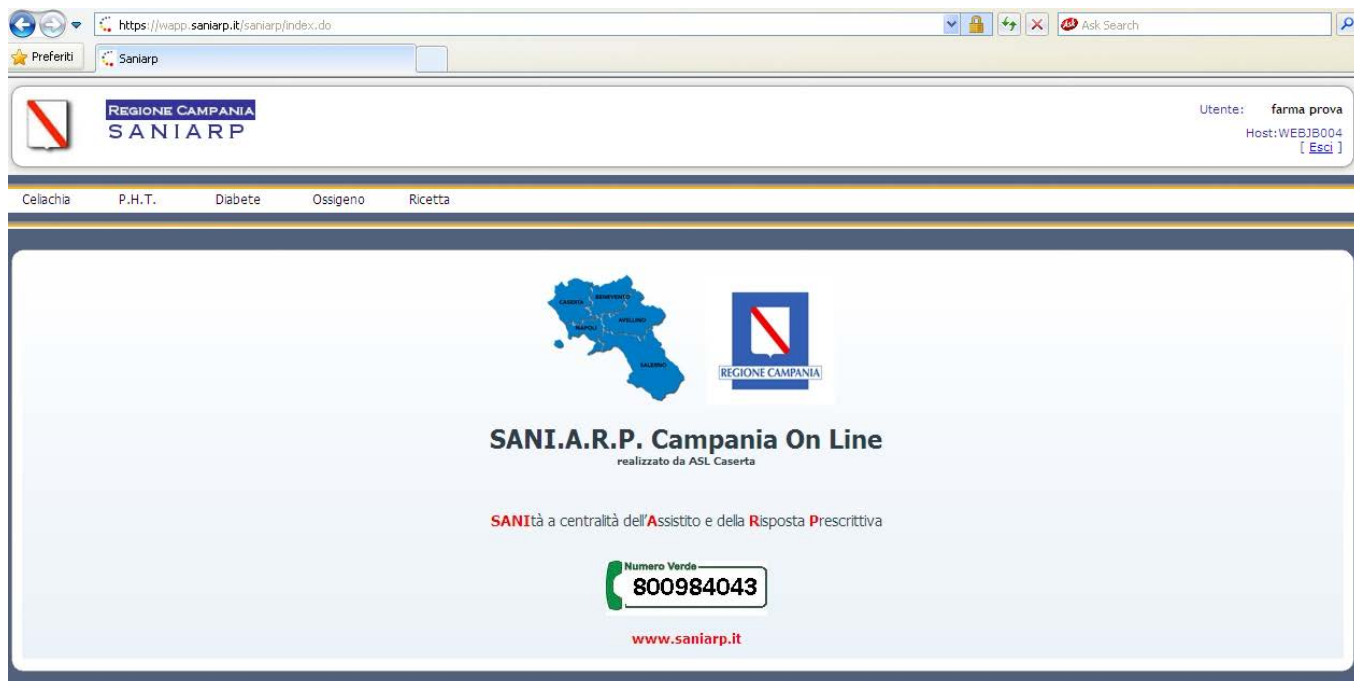 https://wapp.saniarp.it/saniarp/index.do
Ask Search
Preferiti
Saniarp
REGIONE CAMPANIA
SANIARP
Utente: farma prova
Host:WEBJB004
[ Esci ]
Celiachia P.H.T. Diabete Ossigeno Ricetta
CASERTA BENEVENTO
NAPOLI AVELLINO
SALERNO
REGIONE CAMPANIA
SANI.A.R.P. Campania On Line
realizzato da ASL Caserta
SANItà a centralità dell'Assistito e della Risposta Prescrittiva
Numero Verde
800984043
www.saniarp.it